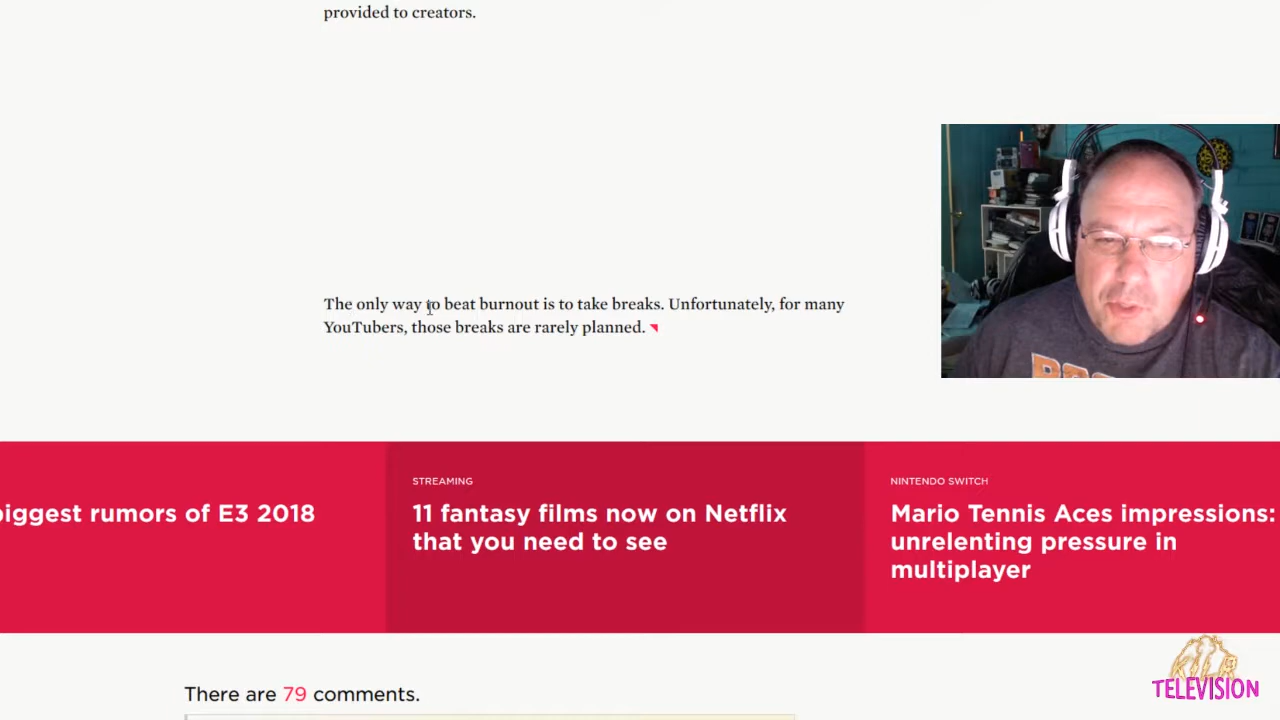 provided to creators.
The only way to beat burnout is to take breaks. Unfortunately, for many
YouTubers, those breaks are rarely planned.
biggest rumors of E3 2018
STREAMING
11 fantasy films now on Netflix
that you need to see
NINTENDO SWITCH
Mario Tennis Aces impressions:
unrelenting pressure in
multiplayer
There are 79 comments.
TELEVISION